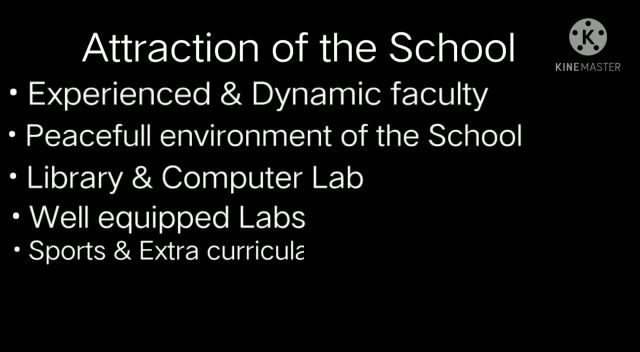 Attraction of the School
KINEMASTER
• Experienced & Dynamic faculty
• Peacefull environment of the School
• Library & Computer Lab
• Well equipped Labs
• Sports & Extra curricula